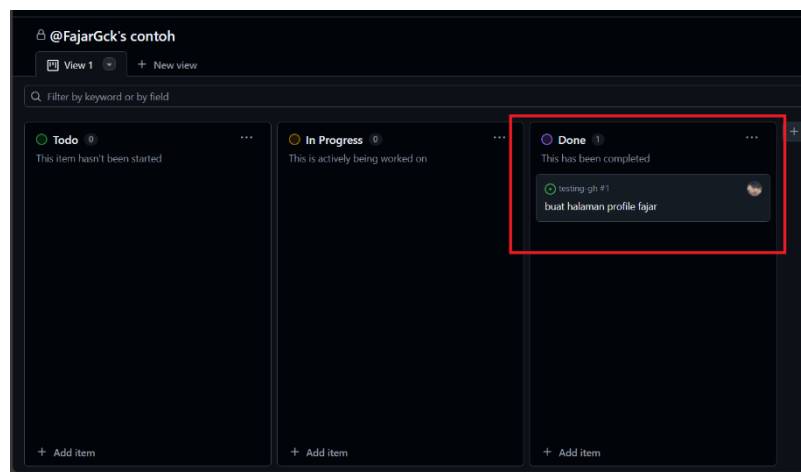 @FajarGck's contoh
View 1
+ New view
Filter by keyword or by field
Todo 0
This item hasn't been started
+ Add item
In Progress 0
This is actively being worked on
+ Add item
Done 1
This has been completed
testing-gh #1
buat halaman profile fajar
+ Add item